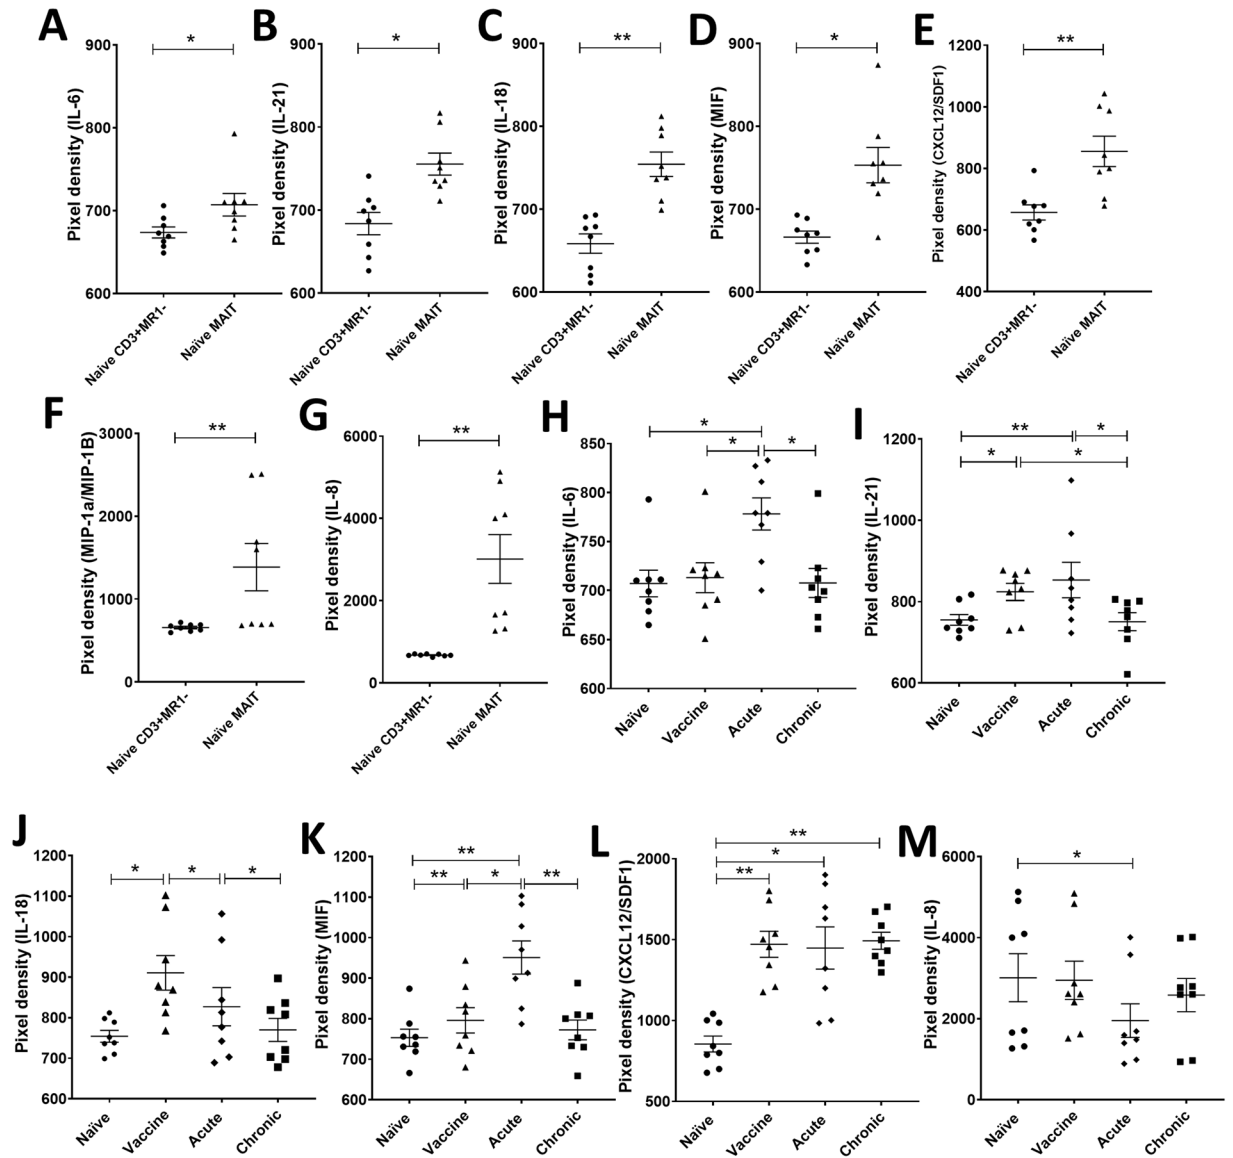 A
Pixel density (IL-6)
900
800
700
600
*
Naive CD3+MR1-
Naïve MAIT
B
Pixel density (IL-21)
900
800
700
600
*
Naive CD3+MR1-
Naïve MAIT
C
Pixel density (IL-18)
900
800
700
600
**
Naive CD3+MR1-
Naïve MAIT
D
Pixel density (MIF)
900
800
700
600
*
Naive CD3+MR1-
Naïve MAIT
E
Pixel density (CXCL12/SDF1)
1200
1000
800
600
400
**
Naive CD3+MR1-
Naïve MAIT
F
Pixel density (MIP-1a/MIP-1B)
3000
2000
1000
0
**
Naive CD3+MR1-
Naïve MAIT
G
Pixel density (IL-8)
6000
4000
2000
0
**
Naive CD3+MR1-
Naïve MAIT
H
Pixel density (IL-6)
850
800
750
700
650
600
*
*
*
Naïve
Vaccine
Acute
Chronic
I
Pixel density (IL-21)
1200
1000
800
600
**
*
*
*
Naïve
Vaccine
Acute
Chronic
J
Pixel density (IL-18)
1200
1100
1000
900
800
700
600
*
*
*
Naïve
Vaccine
Acute
Chronic
K
Pixel density (MIF)
1200
1100
1000
900
800
700
600
**
**
*
**
Naïve
Vaccine
Acute
Chronic
L
Pixel density (CXCL12/SDF1)
2000
1500
1000
500
**
*
**
Naïve
Vaccine
Acute
Chronic
M
Pixel density (IL-8)
6000
4000
2000
0
*
Naïve
Vaccine
Acute
Chronic